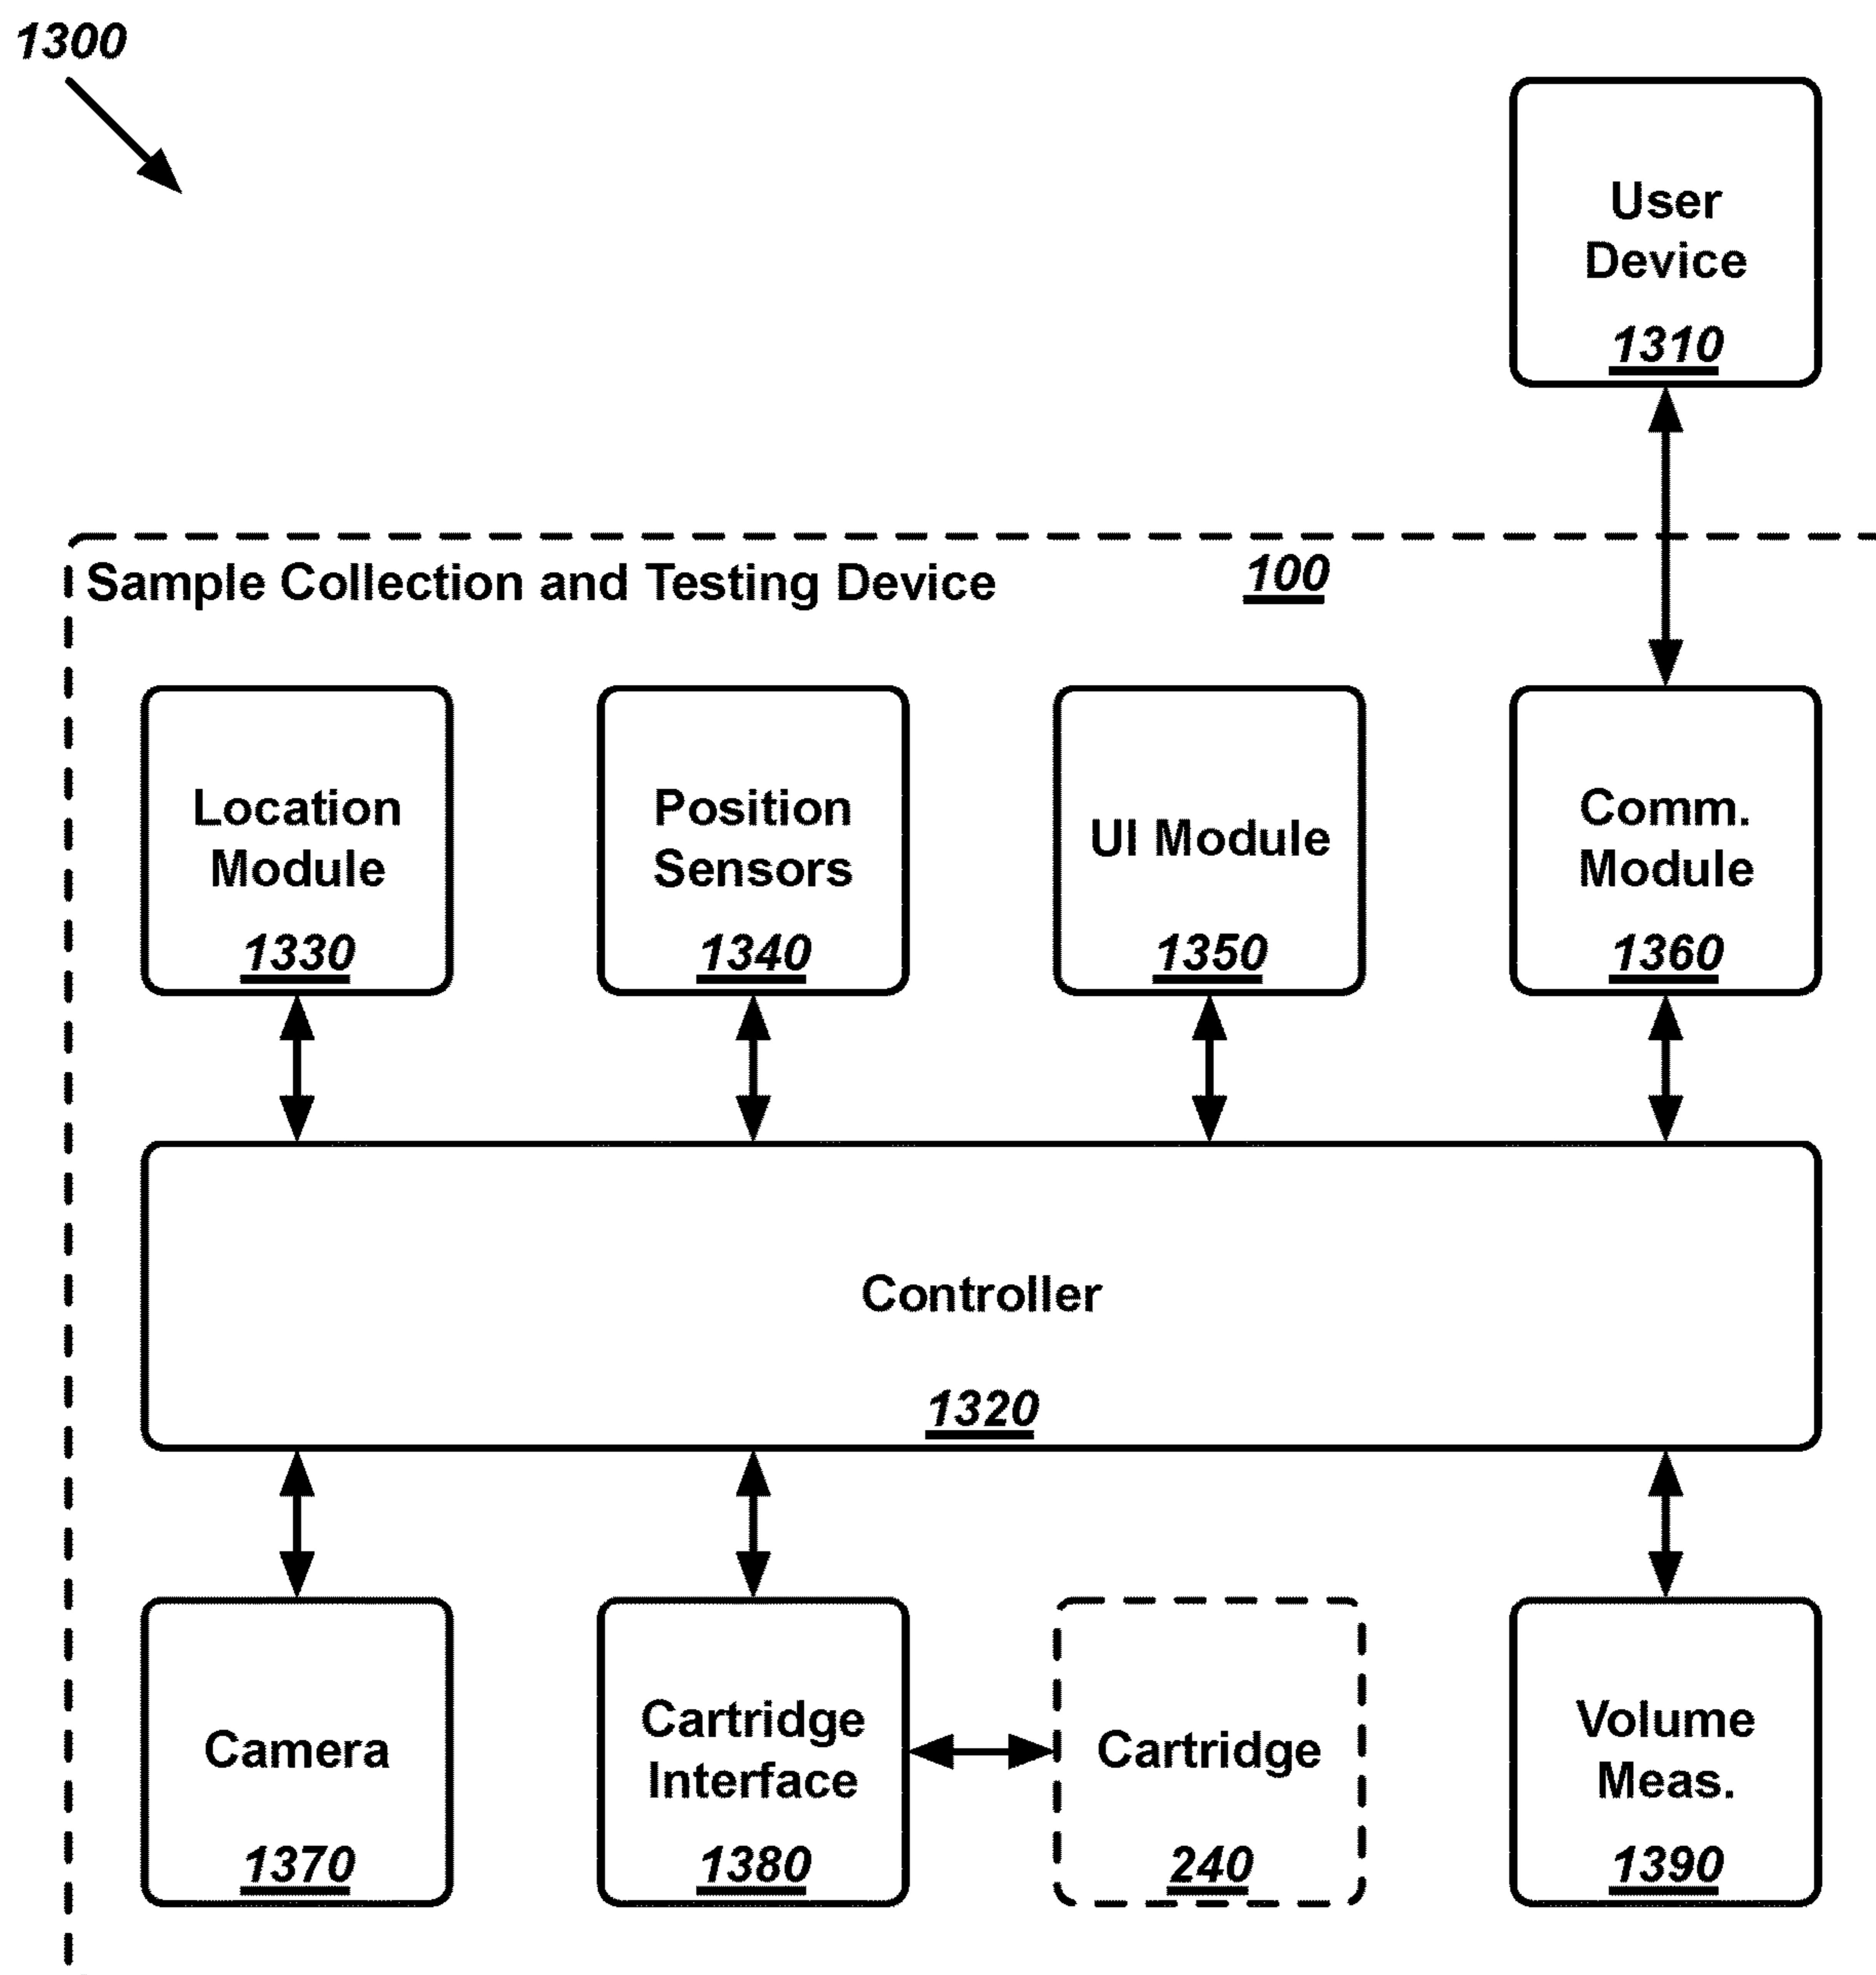 1300
User
Device
1310
Sample Collection and Testing Device 100
Location
Module
1330
Position
Sensors
1340
UI Module
1350
Comm.
Module
1360
Controller
1320
Camera
1370
Cartridge
Interface
1380
Cartridge
240
Volume
Meas.
1390